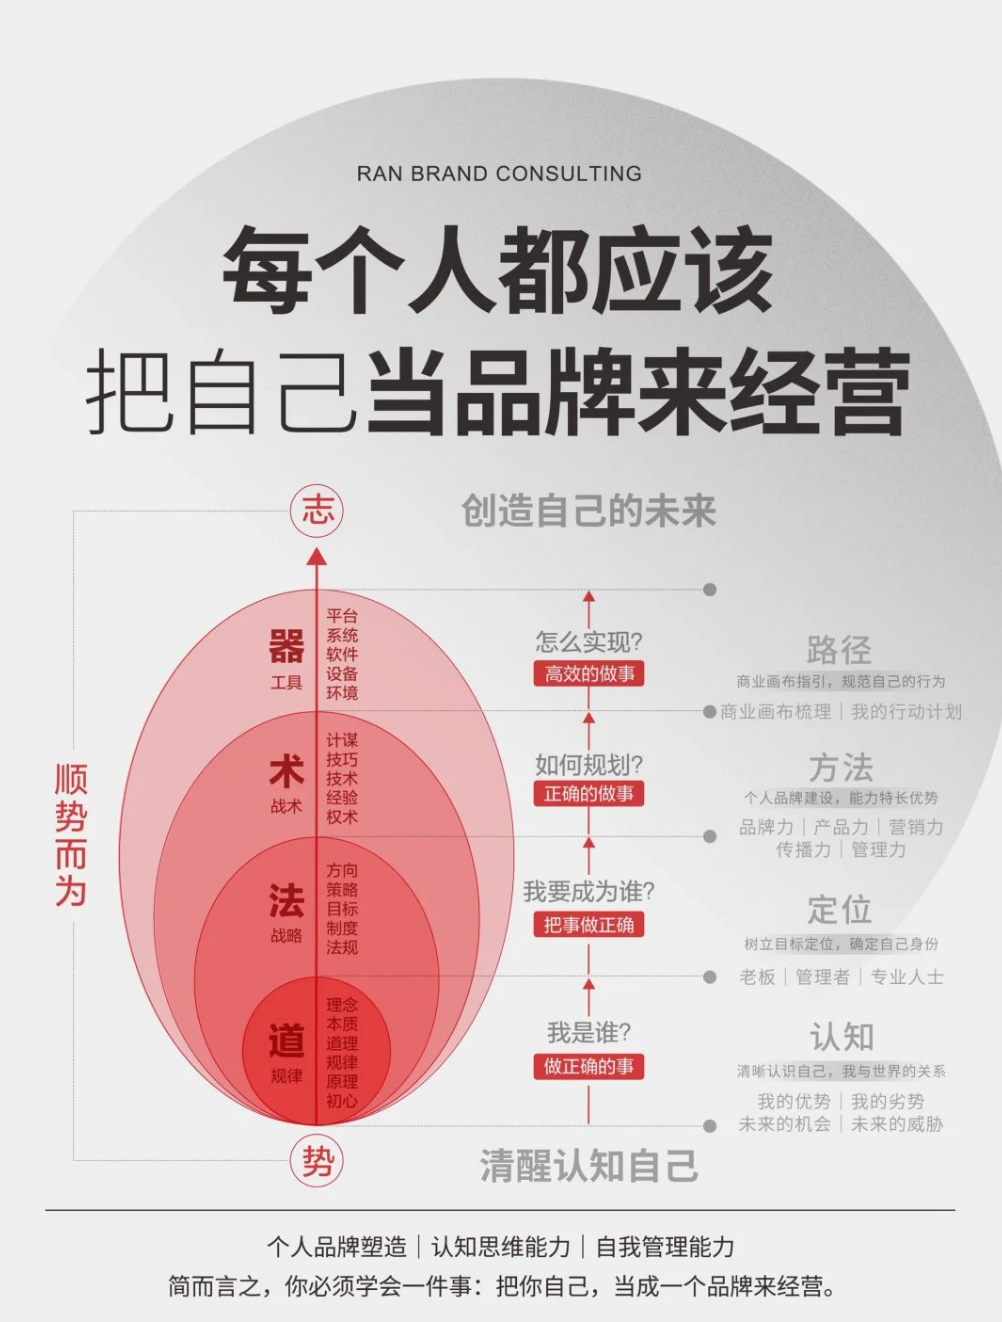 RAN BRAND CONSULTING
每个人都应该
把自己当品牌来经营
志
创造自己的未来
顺势而为
器
工具
平台
系统
软件
设备
环境
怎么实现?
高效的做事
路径
商业画布指引，规范自己的行为
商业画布梳理｜我的行动计划
术
战术
计谋
技巧
技术
经验
权术
如何规划?
正确的做事
方法
个人品牌建设，能力特长优势
品牌力｜产品力｜营销力
传播力｜管理力
法
战略
方向
策略
目标
制度
法规
我要成为谁?
把事做正确
定位
树立目标定位，确定自己身份
老板｜管理者｜专业人士
道
规律
理念
本质
道理
规律
原理
初心
我是谁?
做正确的事
认知
清晰认识自己，我与世界的关系
我的优势｜我的劣势
未来的机会｜未来的威胁
势
清醒认知自己
个人品牌塑造｜认知思维能力｜自我管理能力
简而言之，你必须学会一件事：把你自己，当成一个品牌来经营。